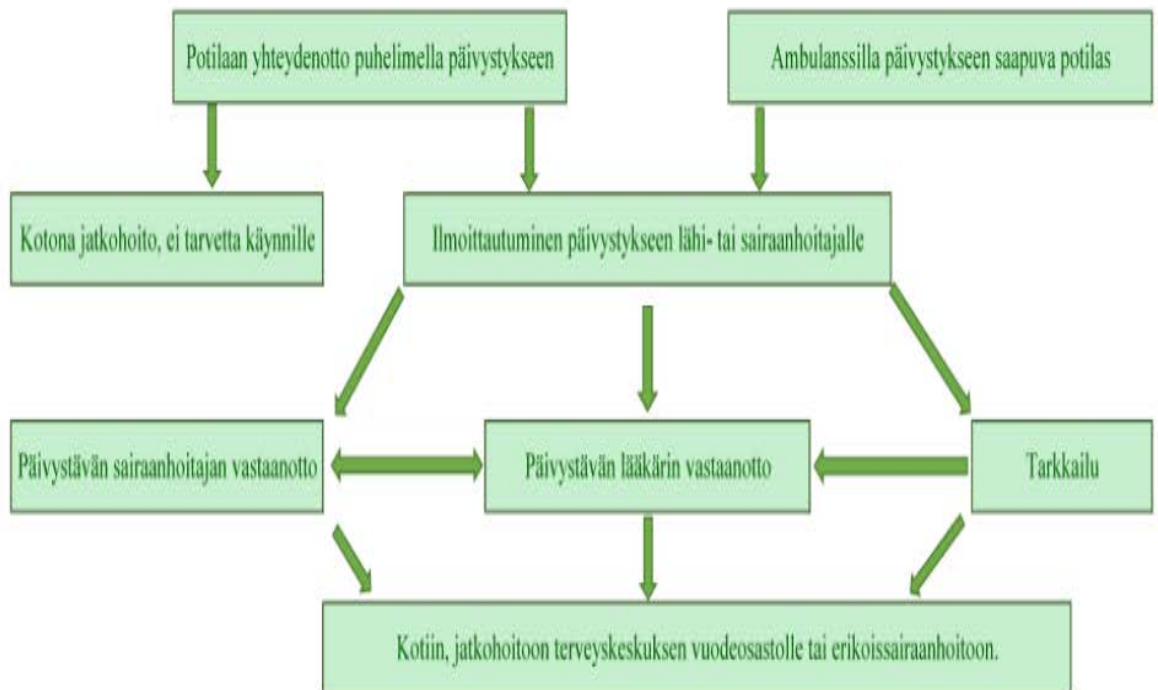 Potilaan yhteydenotto puhelimella päivystykseen
Ambulanssilla päivystykseen saapuva potilas
Kotona jatkohoito, ei tarvetta käynnille
Ilmoittautuminen päivystykseen lähi- tai sairaanhoitajalle
Päivystävän sairaanhoitajan vastaanotto
Päivystävän lääkärin vastaanotto
Tarkkailu
Kotiin, jatkohoitoon terveyskeskuksen vuodeosastolle tai erikoissairaanhoitoon.